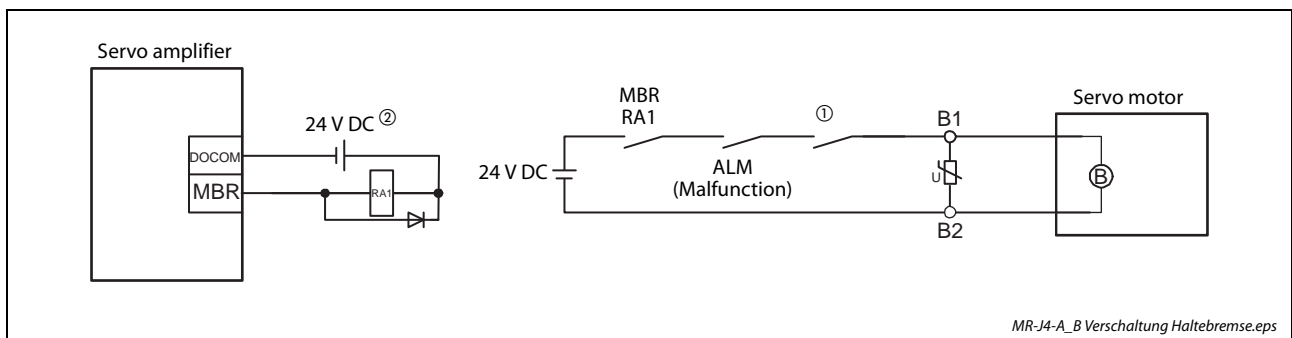 Servo amplifier
24 V DC ②
DOCOM
MBR
RA1
MBR
RA1
①
24 V DC
ALM
(Malfunction)
B1
U
B2
Servo motor
B
MR-J4-A_B Verschaltung Haltebremse.eps